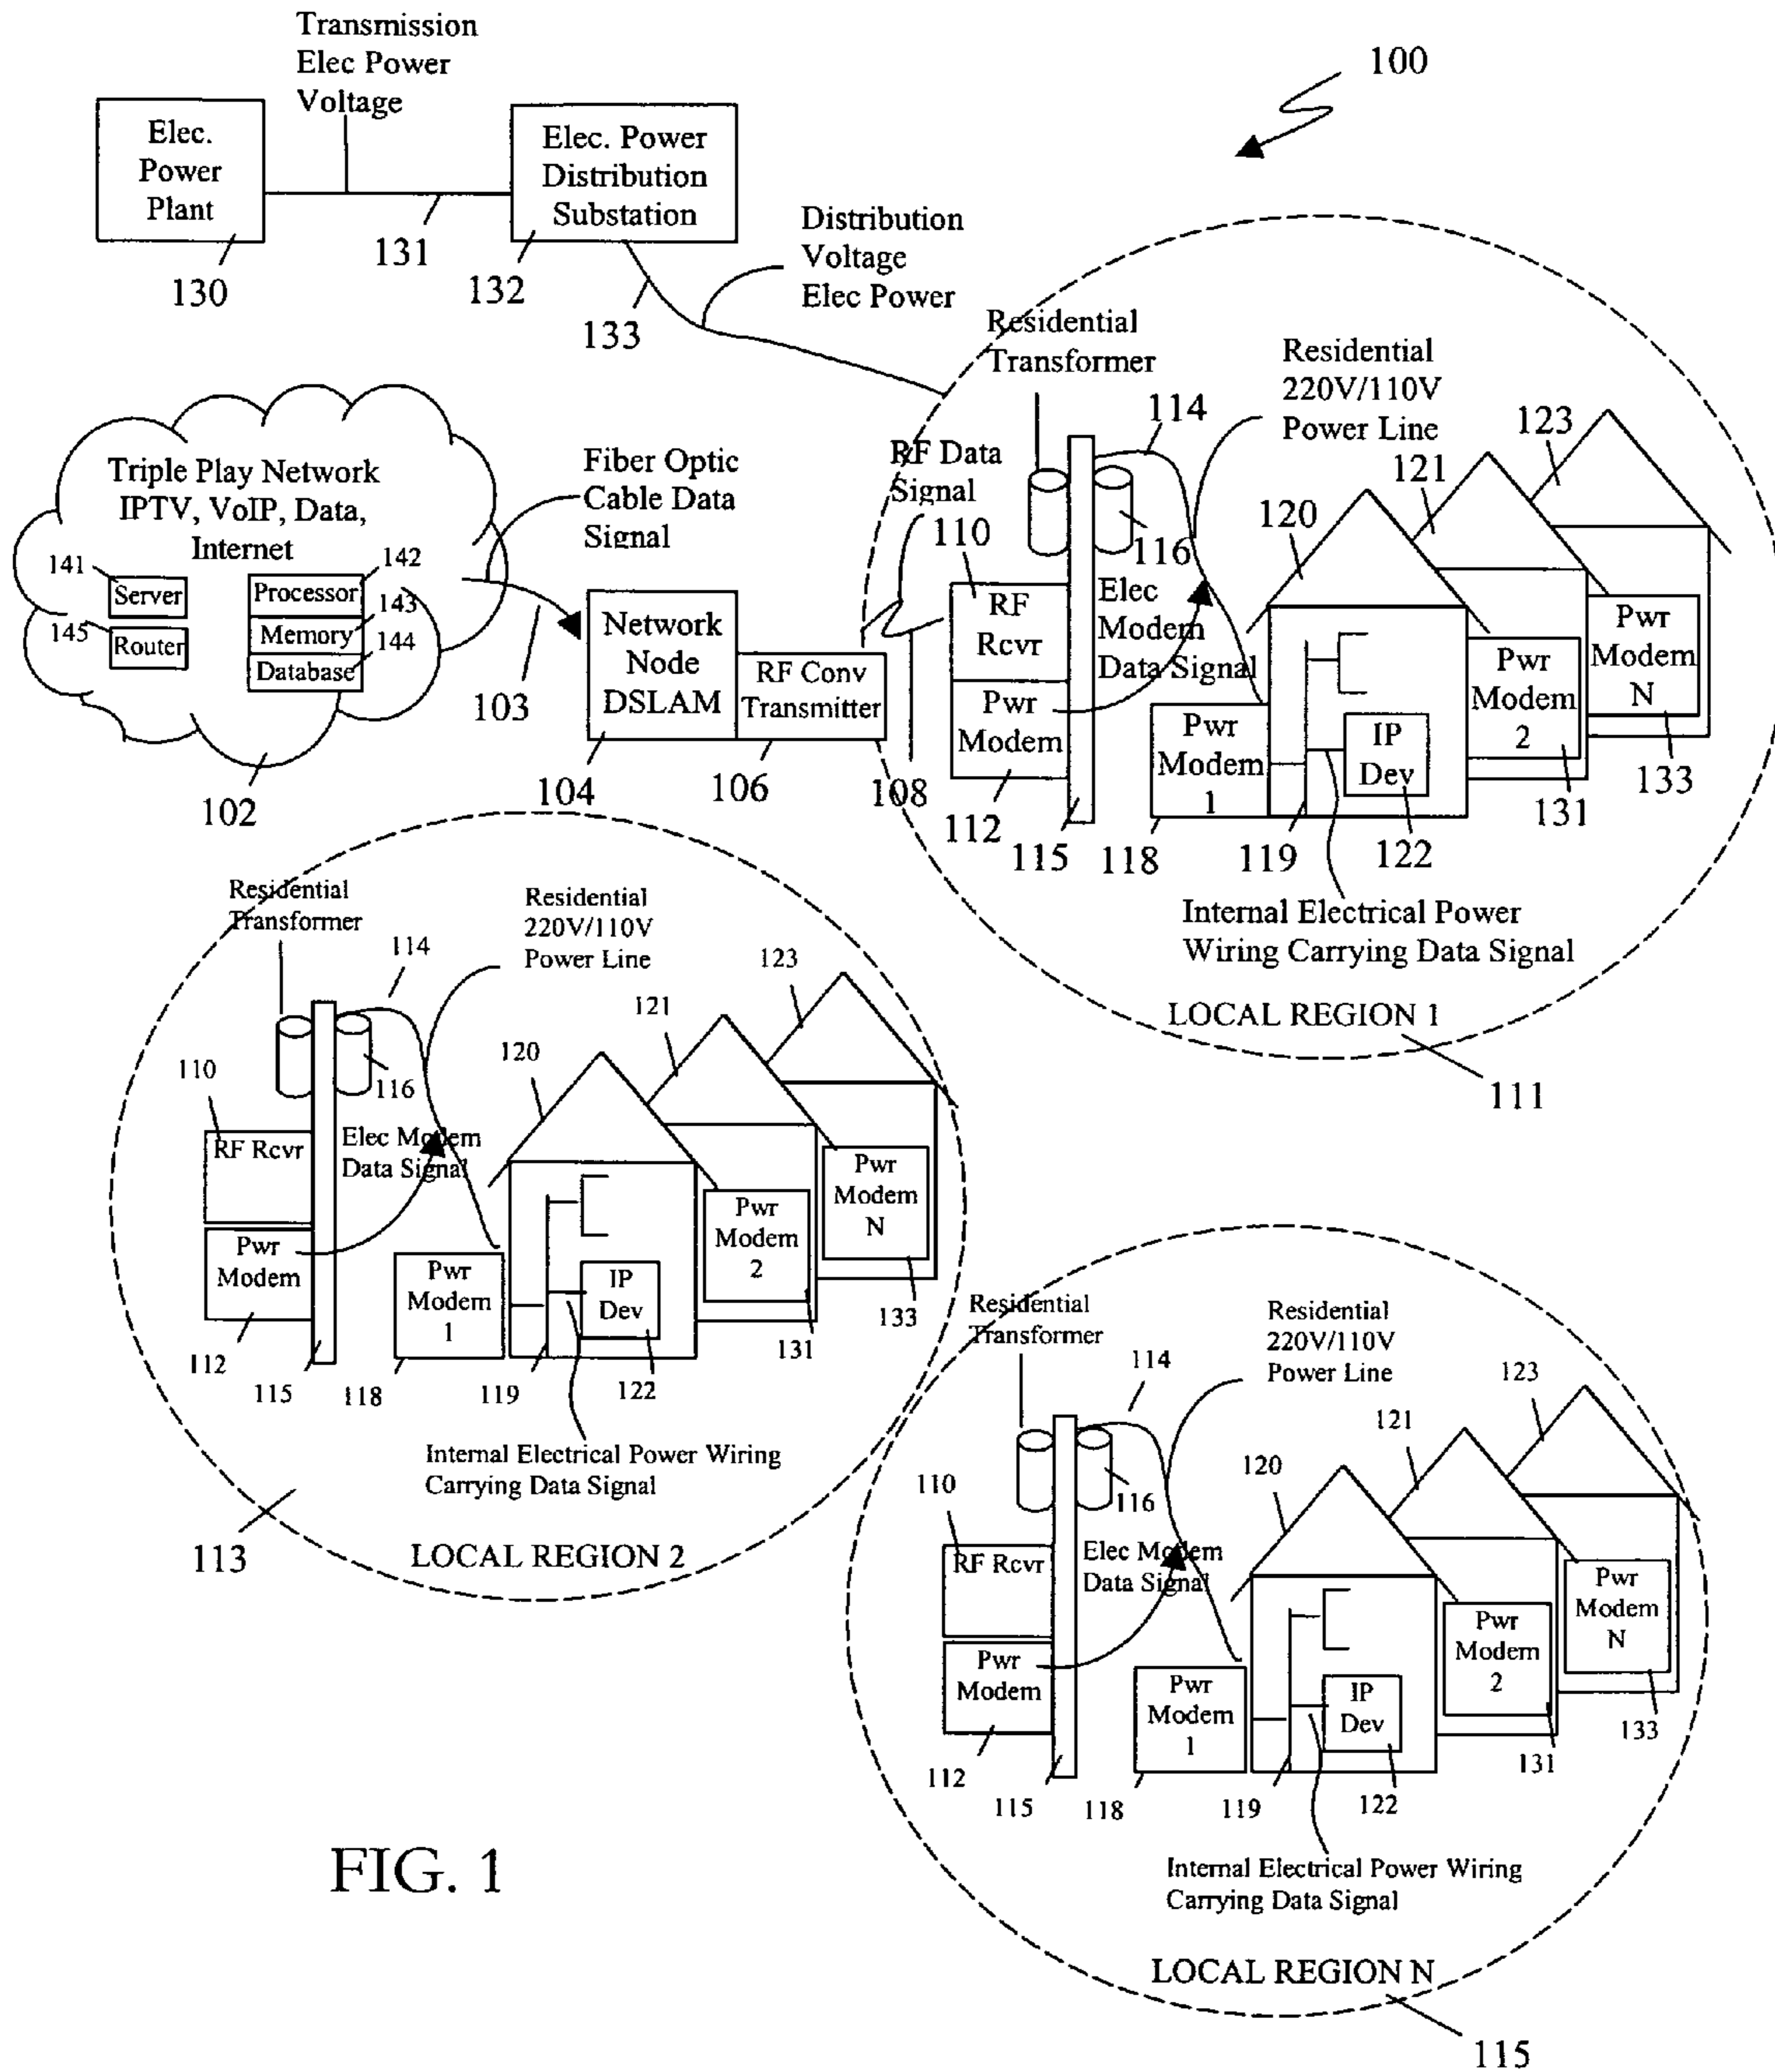 Transmission
Elec Power
Voltage
100
Elec.
Power
Plant
Elec. Power
Distribution
Substation
130
131
132
133
Distribution
Voltage
Elec Power
Triple Play Network
IPTV, VoIP, Data,
Internet
141
Server
145
Router
142
Processor
143
Memory
144
Database
102
Fiber Optic
Cable Data
Signal
103
Network
Node
DSLAM
104
RF Conv
Transmitter
106
108
RF Data
Signal
Residential
Transformer
114
Residential
220V/110V
Power Line
110
116
RF
Rcvr
Elec
Modem
Data Signal
Pwr
Modem
112
115
120
121
123
Pwr
Modem
1
118
119
IP
Dev
122
Pwr
Modem
2
131
Pwr
Modem
N
133
Internal Electrical Power
Wiring Carrying Data Signal
LOCAL REGION 1
111
Residential
Transformer
114
Residential
220V/110V
Power Line
110
116
RF Rcvr
Elec Modem
Data Signal
Pwr
Modem
112
115
120
121
123
Pwr
Modem
1
118
119
IP
Dev
122
Pwr
Modem
2
131
Pwr
Modem
N
133
Internal Electrical Power Wiring
Carrying Data Signal
LOCAL REGION 2
113
Residential
Transformer
114
Residential
220V/110V
Power Line
110
116
RF Rcvr
Elec Modem
Data Signal
Pwr
Modem
112
115
120
121
123
Pwr
Modem
1
118
119
IP
Dev
122
Pwr
Modem
2
131
Pwr
Modem
N
133
Internal Electrical Power Wiring
Carrying Data Signal
LOCAL REGION N
115
FIG. 1